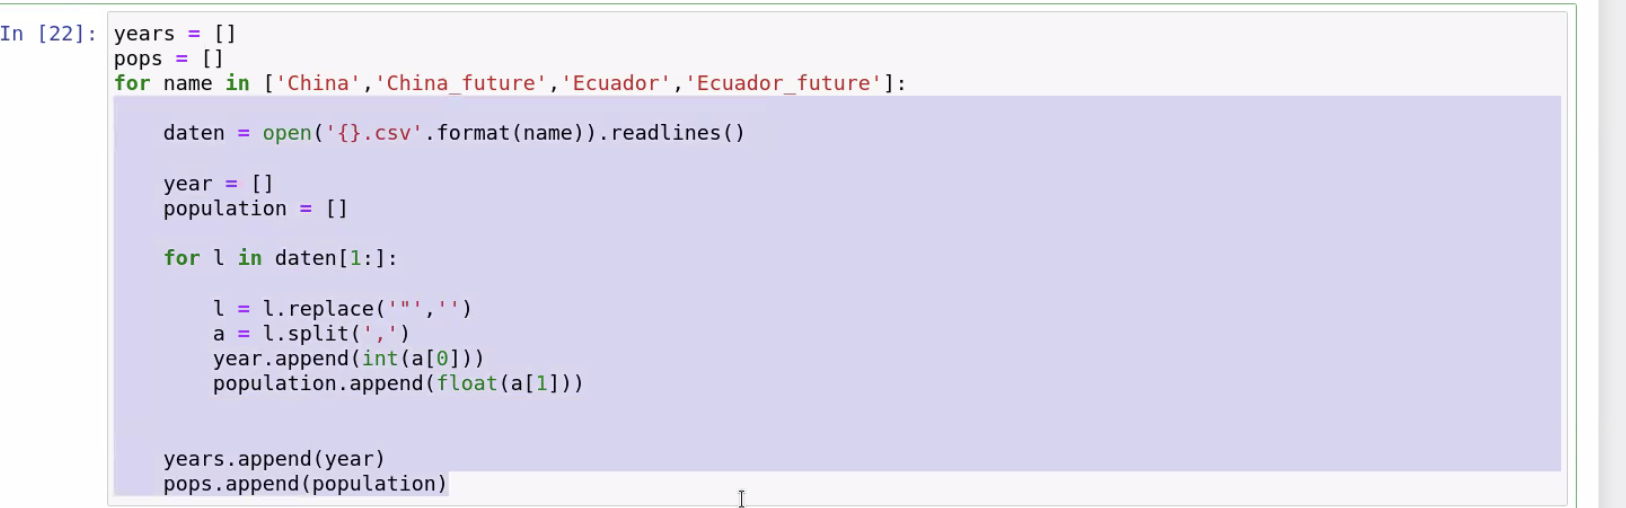 In [22]:
years = []
pops = []
for name in ['China','China_future','Ecuador','Ecuador_future']:
    daten = open('{}.csv'.format(name)).readlines()
    year = []
    population = []
    for l in daten[1:]:
        l = l.replace('"','')
        a = l.split(',')
        year.append(int(a[0]))
        population.append(float(a[1]))
    years.append(year)
    pops.append(population)